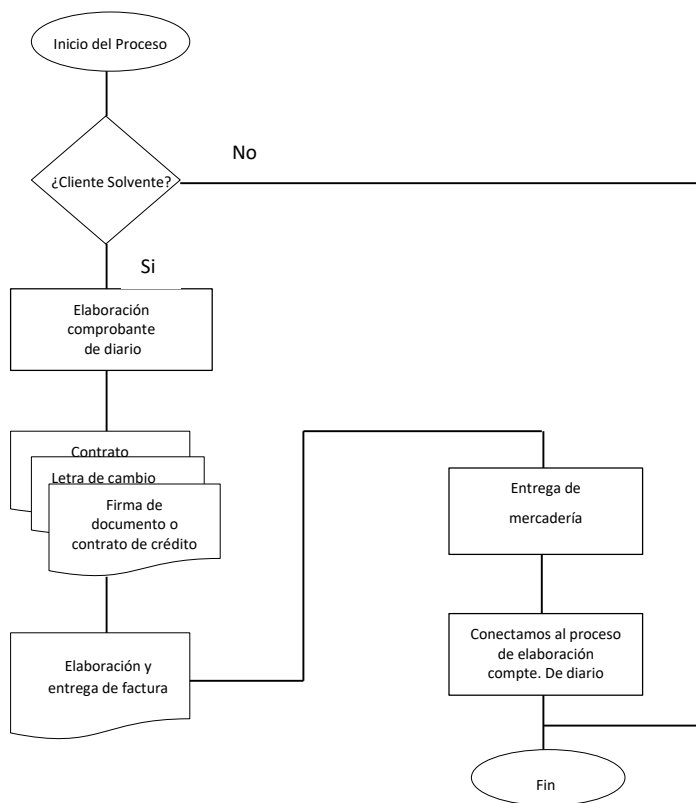 Inicio del Proceso
No
¿Cliente Solvente?
Si
Elaboración
comprobante
de diario
Contrato
Letra de cambio
Firma de
documento o
contrato de crédito
Elaboración y
entrega de factura
Entrega de
mercadería
Conectamos al proceso
de elaboración
compte. De diario
Fin